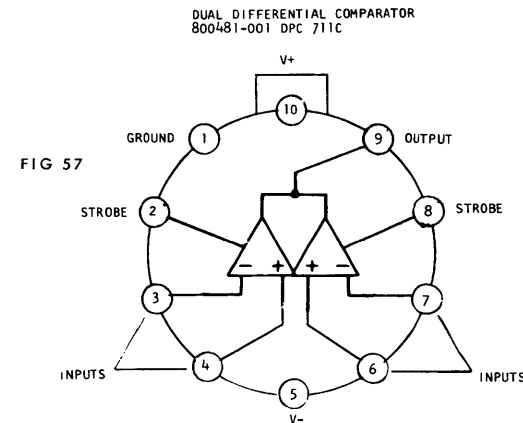 DUAL DIFFERENTIAL COMPARATOR
800481-001 DPC 711C
V+
10
GROUND 1
9 OUTPUT
FIG 57
STROBE 2
8 STROBE
- + + -
3
7
4
6
INPUTS
INPUTS
5
V-